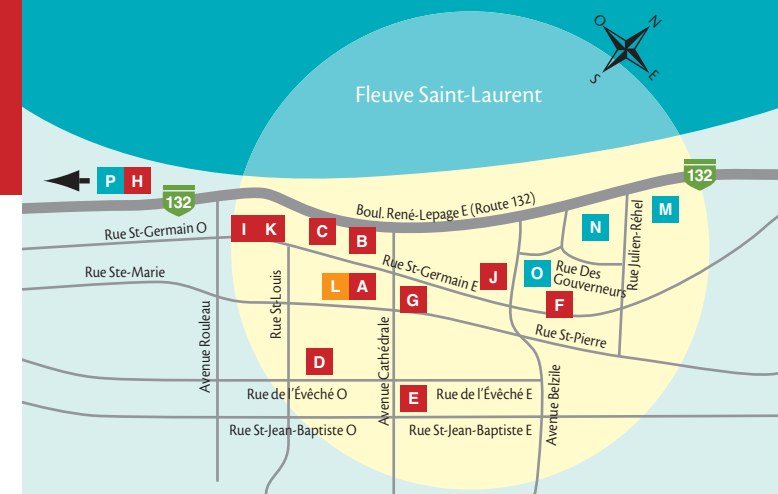 O
N
S
E
Fleuve Saint-Laurent
P
H
132
132
Boul. René-Lepage E (Route 132)
Rue St-Germain O
I
K
C
B
N
M
Rue Ste-Marie
Rue St-Germain E
J
O
Rue Des
Gouverneurs
Rue Julien-Réhel
L
A
G
F
Rue St-Louis
Avenue Rouleau
Rue St-Pierre
D
Avenue Cathédrale
Rue de l'Évêché O
E
Rue de l'Évêché E
Avenue Belzile
Rue St-Jean-Baptiste O
Rue St-Jean-Baptiste E